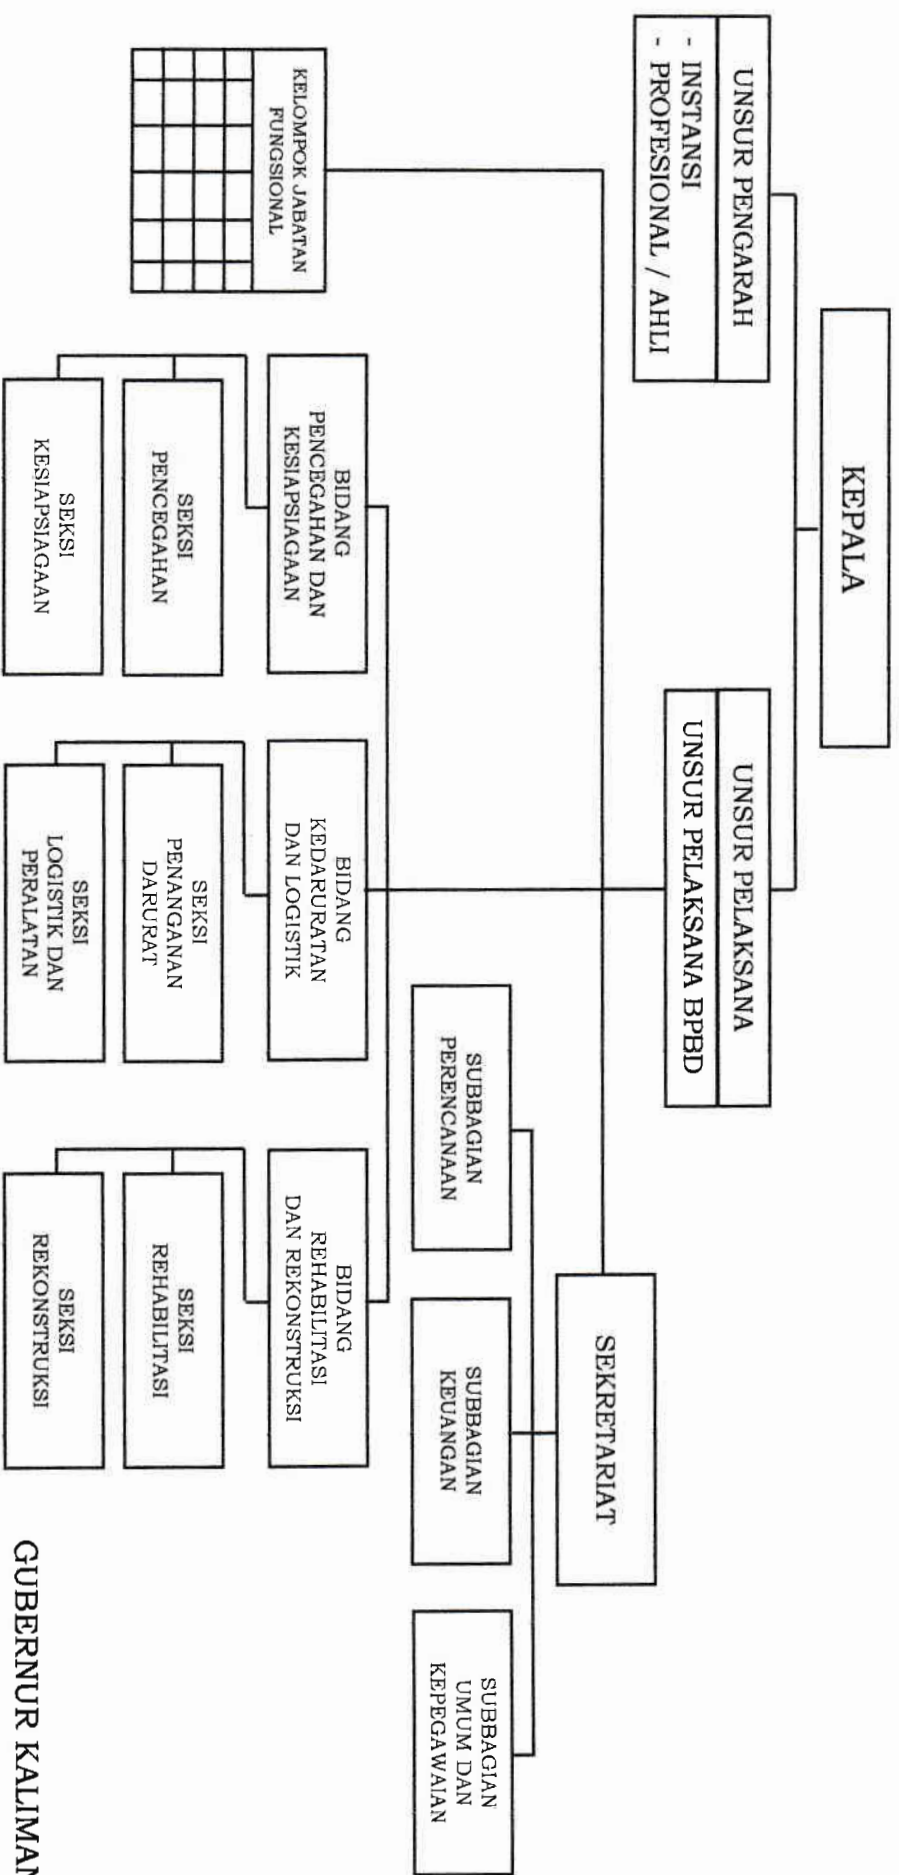 KEPALA
UNSUR PENGARAH
- INSTANSI
- PROFESIONAL / AHLI
UNSUR PELAKSANA
UNSUR PELAKSANA BPBD
SEKRETARIAT
SUBBAGIAN
PERENCANAAN
SUBBAGIAN
KEUANGAN
SUBBAGIAN
UMUM DAN
KEPEGAWAIAN
KELOMPOK JABATAN
FUNGSIONAL
BIDANG
PENCEGAHAN DAN
KESIAPSIAGAAN
SEKSI
PENCEGAHAN
SEKSI
KESIAPSIAGAAN
BIDANG
KEDARURATAN
DAN LOGISTIK
SEKSI
PENANGANAN
DARURAT
SEKSI
LOGISTIK DAN
PERALATAN
BIDANG
REHABILITASI
DAN REKONSTRUKSI
SEKSI
REHABILITASI
SEKSI
REKONSTRUKSI
GUBERNUR